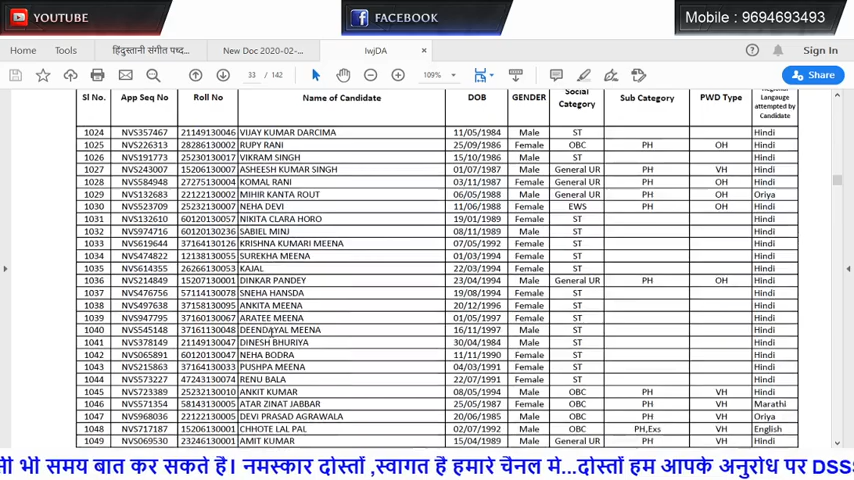 YOUTUBE FACEBOOK Mobile : 9694693493
Home Tools हिंदुस्तानी संगीत पध्द... New Doc 2020-02-... IwjDA × Sign In
33 / 142 109% Share
Sl No. App Seq No Roll No Name of Candidate DOB GENDER Social Category Sub Category PWD Type Regional Langauge attempted by Candidate
1024 NVS357467 21149130046 VIJAY KUMAR DARCIMA 11/05/1984 Male ST Hindi
1025 NVS226313 28286130002 RUPY RANI 25/09/1986 Female OBC PH OH Hindi
1026 NVS191773 25230130017 VIKRAM SINGH 15/10/1986 Male ST Hindi
1027 NVS243007 15206130007 ASHEESH KUMAR SINGH 01/07/1987 Male General UR PH VH Hindi
1028 NVS584948 27275130004 KOMAL RANI 03/11/1987 Female General UR PH OH Hindi
1029 NVS132683 22122130002 MIHIR KANTA ROUT 06/05/1988 Male General UR PH OH Oriya
1030 NVS523709 25232130007 NEHA DEVI 11/06/1988 Female EWS PH OH Hindi
1031 NVS132610 60120130057 NIKITA CLARA HORO 19/01/1989 Female ST Hindi
1032 NVS974716 60120130236 SABIEL MINJ 08/11/1989 Male ST Hindi
1033 NVS619644 37164130126 KRISHNA KUMARI MEENA 07/05/1992 Female ST Hindi
1034 NVS474822 12138130055 SUREKHA MEENA 01/03/1994 Female ST Hindi
1035 NVS614355 26266130053 KAJAL 22/03/1994 Female ST Hindi
1036 NVS214849 15207130001 DINKAR PANDEY 23/04/1994 Male General UR PH OH Hindi
1037 NVS476756 57114130078 SNEHA HANSDA 19/08/1994 Female ST Hindi
1038 NVS497638 37158130095 ANKITA MEENA 20/12/1996 Female ST Hindi
1039 NVS947795 37160130067 ARATEE MEENA 01/05/1997 Female ST Hindi
1040 NVS545148 37161130048 DEENDAYAL MEENA 16/11/1997 Male ST Hindi
1041 NVS378149 21149130047 DINESH BHURIYA 30/04/1984 Male ST Hindi
1042 NVS065891 60120130047 NEHA BODRA 11/11/1990 Female ST Hindi
1043 NVS215863 37164130033 PUSHPA MEENA 04/03/1991 Female ST Hindi
1044 NVS573227 47243130074 RENU BALA 22/07/1991 Female ST Hindi
1045 NVS723389 25232130010 ANKIT KUMAR 08/05/1994 Male OBC PH VH Hindi
1046 NVS571354 58143130005 ATAR ZINAT JABBAR 25/05/1987 Female OBC PH VH Marathi
1047 NVS968036 22122130005 DEVI PRASAD AGRAWALA 20/06/1985 Male OBC PH VH Oriya
1048 NVS717187 15206130001 CHHOTE LAL PAL 02/07/1992 Male OBC PH,Exs VH English
1049 NVS069530 23246130001 AMIT KUMAR 15/04/1989 Male General UR PH VH Hindi
भी समय बात कर सकते है। नमस्कार दोस्तों ,स्वागत है हमारे चैनल में...दोस्तों हम आपके अनुरोध पर DSS